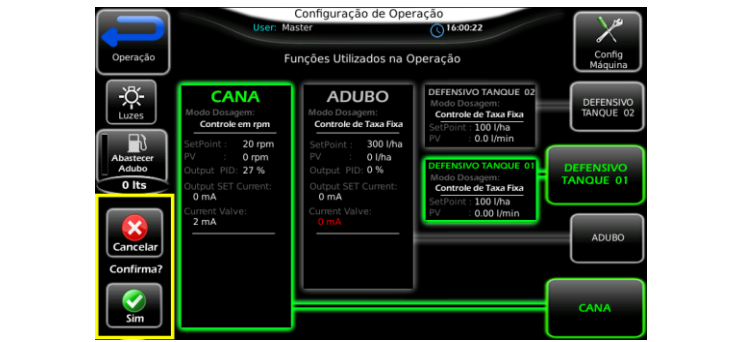 Configuração de Operação
User: Master
16:00:22
Operação
Funções Utilizados na Operação
Config
Máquina
Luzes
Abastecer
Adubo
0 lts
Cancelar
Confirma?
Sim
CANA
Modo Dosagem:
Controle em rpm
SetPoint : 20 rpm
PV : 0 rpm
Output PID: 27 %
Output SET Current:
0 mA
Current Valve:
2 mA
ADUBO
Modo Dosagem:
Controle de Taxa Fixa
SetPoint : 300 l/ha
PV : 0 l/ha
Output PID: 0 %
Output SET Current:
0 mA
Current Valve:
0 mA
DEFENSIVO TANQUE 02
Modo Dosagem:
Controle de Taxa Fixa
SetPoint : 100 l/ha
PV : 0.0 l/min
DEFENSIVO TANQUE 01
Modo Dosagem:
Controle de Taxa Fixa
SetPoint : 100 l/ha
PV : 0.00 l/min
DEFENSIVO
TANQUE 02
DEFENSIVO
TANQUE 01
ADUBO
CANA